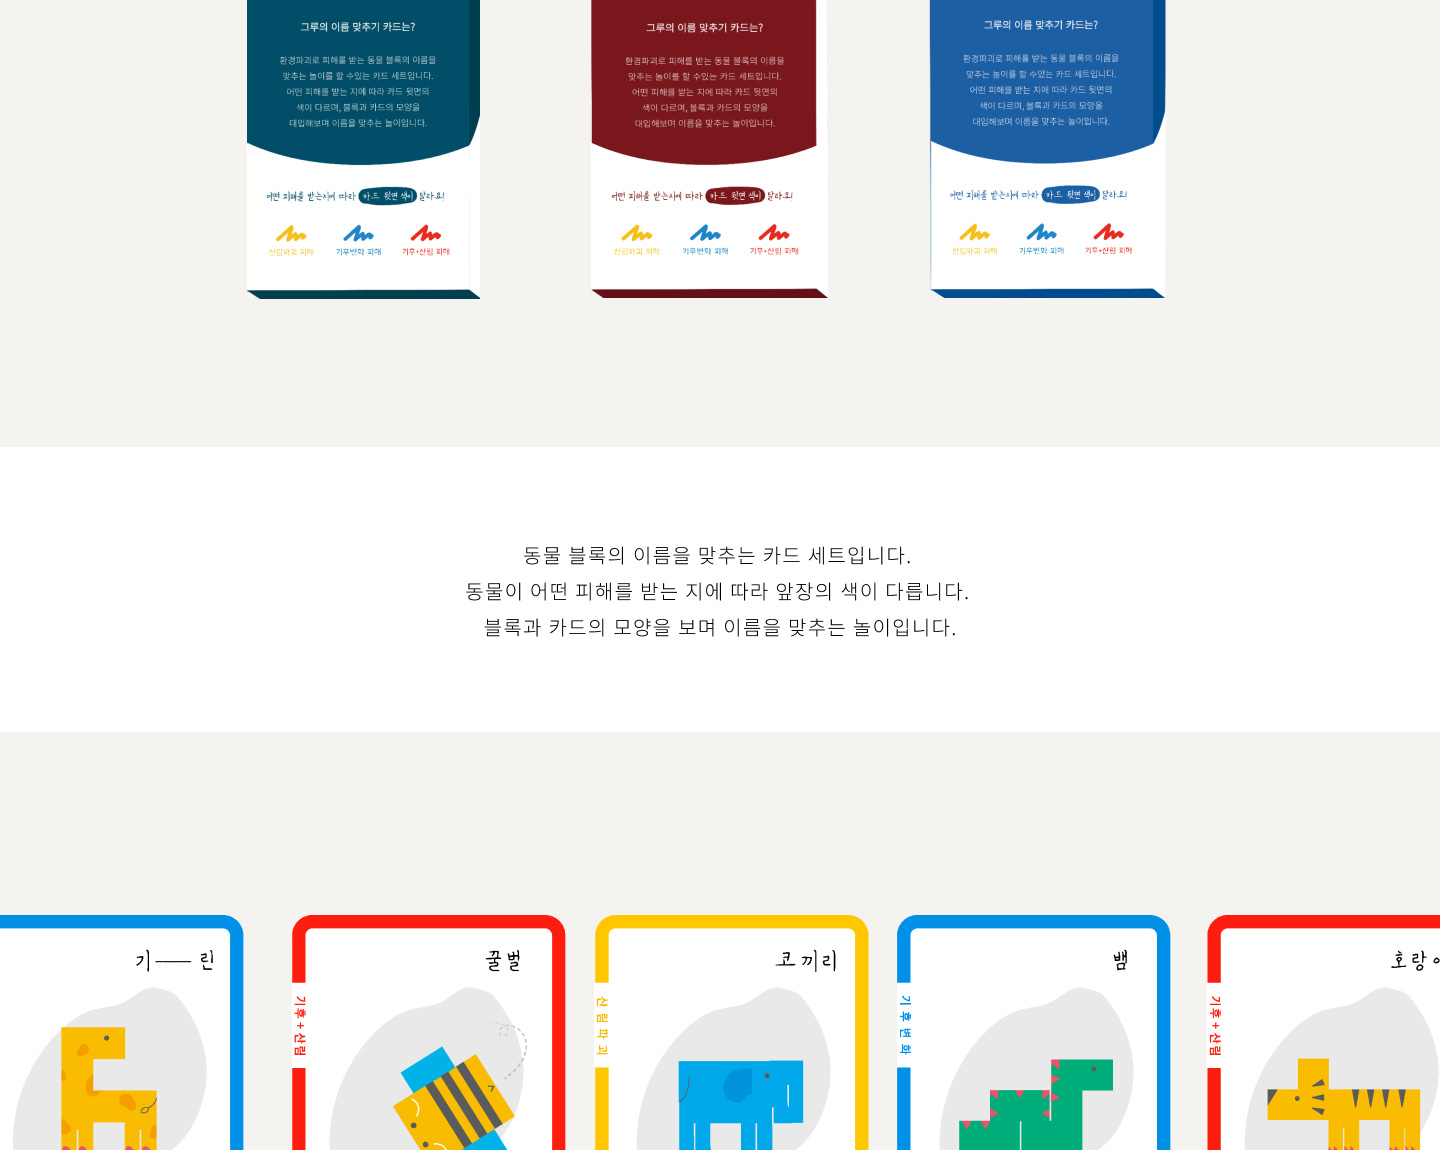 그루의 이름 맞추기 카드는?
환경파괴로 피해를 받는 동물 블록의 이름을
맞추는 놀이를 할 수있는 카드 세트입니다.
어떤 피해를 받는 지에 따라 카드 뒷면의
색이 다르며, 블록과 카드의 모양을
대입해보며 이름을 맞추는 놀이입니다.
어떤 피해를 받는지에 따라 카드 뒷면 색이 달라요!
산림파괴 피해 기후변화 피해 기후+산림 피해
그루의 이름 맞추기 카드는?
환경파괴로 피해를 받는 동물 블록의 이름을
맞추는 놀이를 할 수있는 카드 세트입니다.
어떤 피해를 받는 지에 따라 카드 뒷면의
색이 다르며, 블록과 카드의 모양을
대입해보며 이름을 맞추는 놀이입니다.
어떤 피해를 받는지에 따라 카드 뒷면 색이 달라요!
산림파괴 피해 기후변화 피해 기후+산림 피해
그루의 이름 맞추기 카드는?
환경파괴로 피해를 받는 동물 블록의 이름을
맞추는 놀이를 할 수있는 카드 세트입니다.
어떤 피해를 받는 지에 따라 카드 뒷면의
색이 다르며, 블록과 카드의 모양을
대입해보며 이름을 맞추는 놀이입니다.
어떤 피해를 받는지에 따라 카드 뒷면 색이 달라요!
산림파괴 피해 기후변화 피해 기후+산림 피해
동물 블록의 이름을 맞추는 카드 세트입니다.
동물이 어떤 피해를 받는 지에 따라 앞장의 색이 다릅니다.
블록과 카드의 모양을 보며 이름을 맞추는 놀이입니다.
기── 린
꿀벌
기후+산림
코끼리
산림파괴
뱀
기후변화
호랑
기후+산림